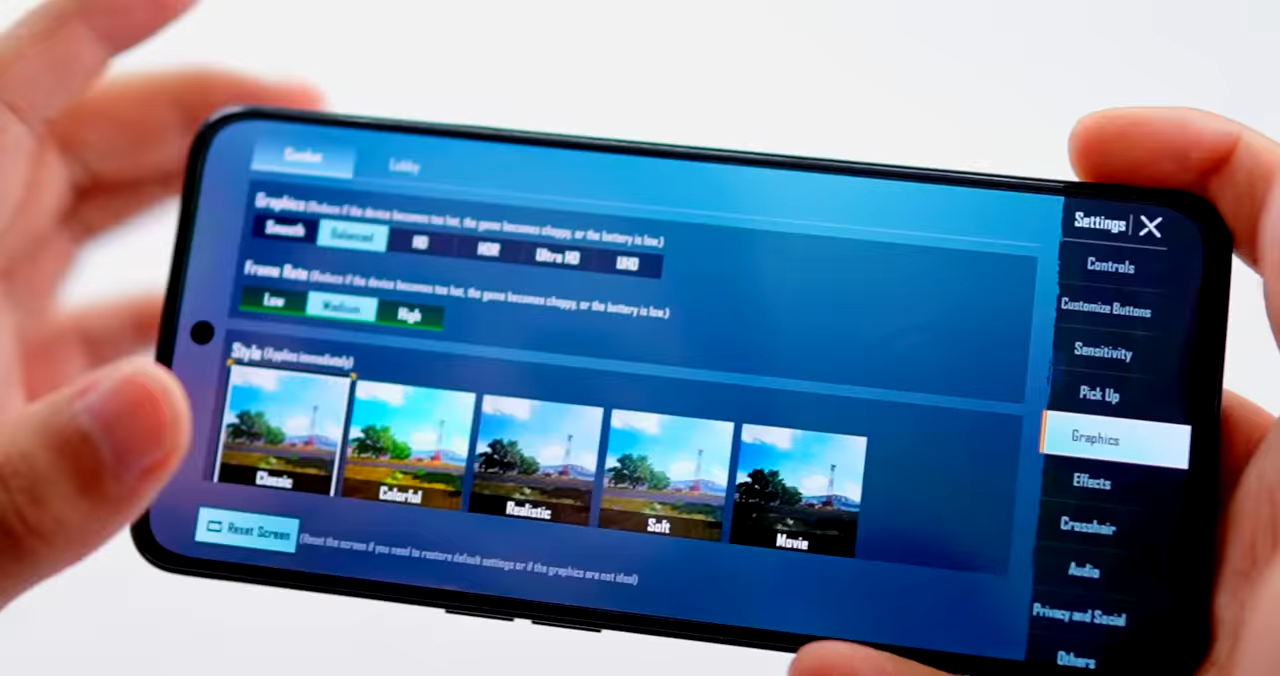 Combat Lobby
Graphics (Reduce if the device becomes too hot, the game becomes choppy, or the battery is low.)
Smooth Balanced HD HDR Ultra HD UHD
Frame Rate (Reduce if the device becomes too hot, the game becomes choppy, or the battery is low.)
Low Medium High
Style (Applies immediately)
Classic Colorful Realistic Soft Movie
Reset Screen (Reset the screen if you need to restore default settings or if the graphics are not ideal)
Settings
Controls
Customize Buttons
Sensitivity
Pick Up
Graphics
Effects
Crosshair
Audio
Privacy and Social
Others